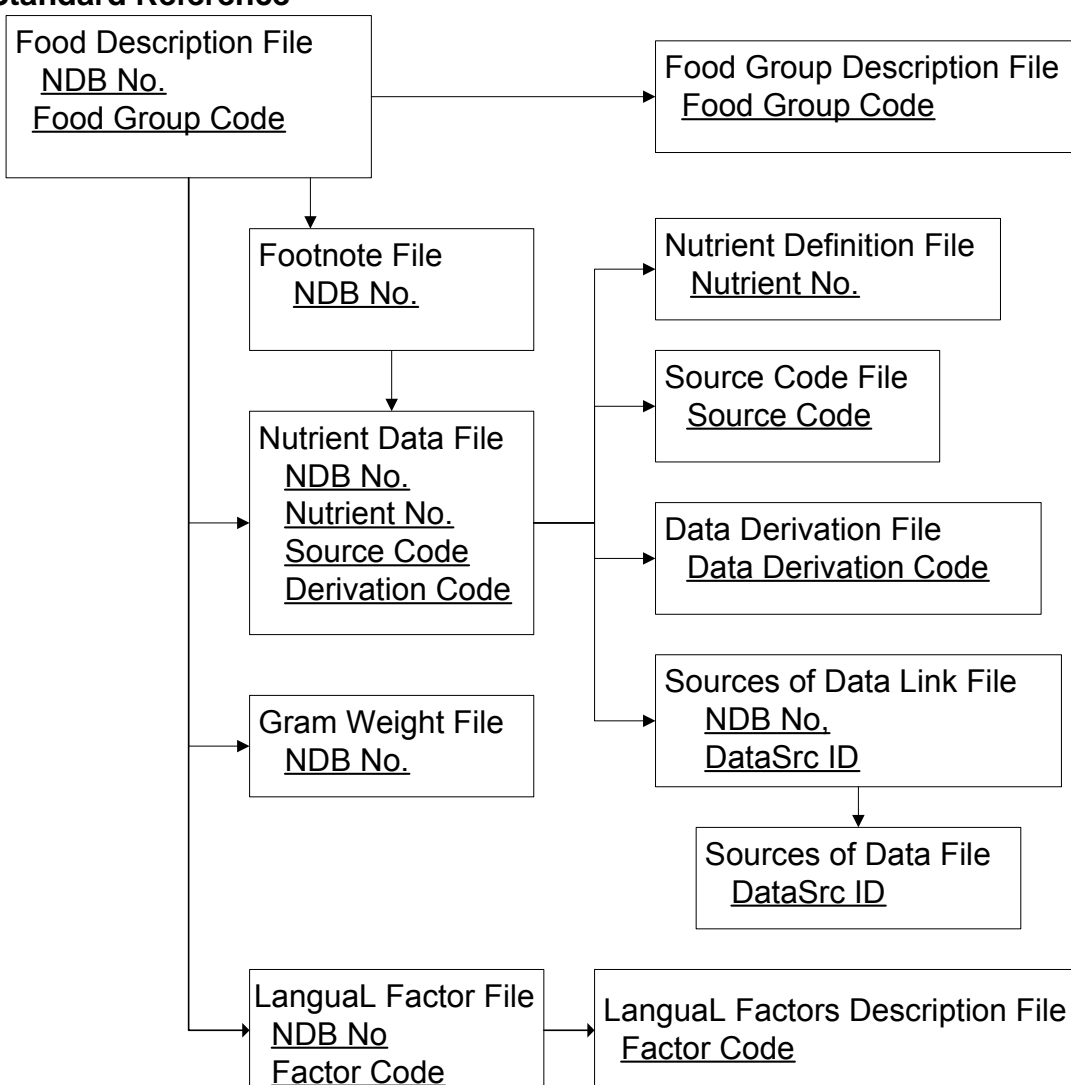 Standard Reference
Food Description File
NDB No.
Food Group Code
Food Group Description File
Food Group Code
Footnote File
NDB No.
Nutrient Definition File
Nutrient No.
Source Code File
Source Code
Nutrient Data File
NDB No.
Nutrient No.
Source Code
Derivation Code
Data Derivation File
Data Derivation Code
Sources of Data Link File
NDB No,
DataSrc ID
Gram Weight File
NDB No.
Sources of Data File
DataSrc ID
LanguaL Factor File
NDB No
Factor Code
LanguaL Factors Description File
Factor Code